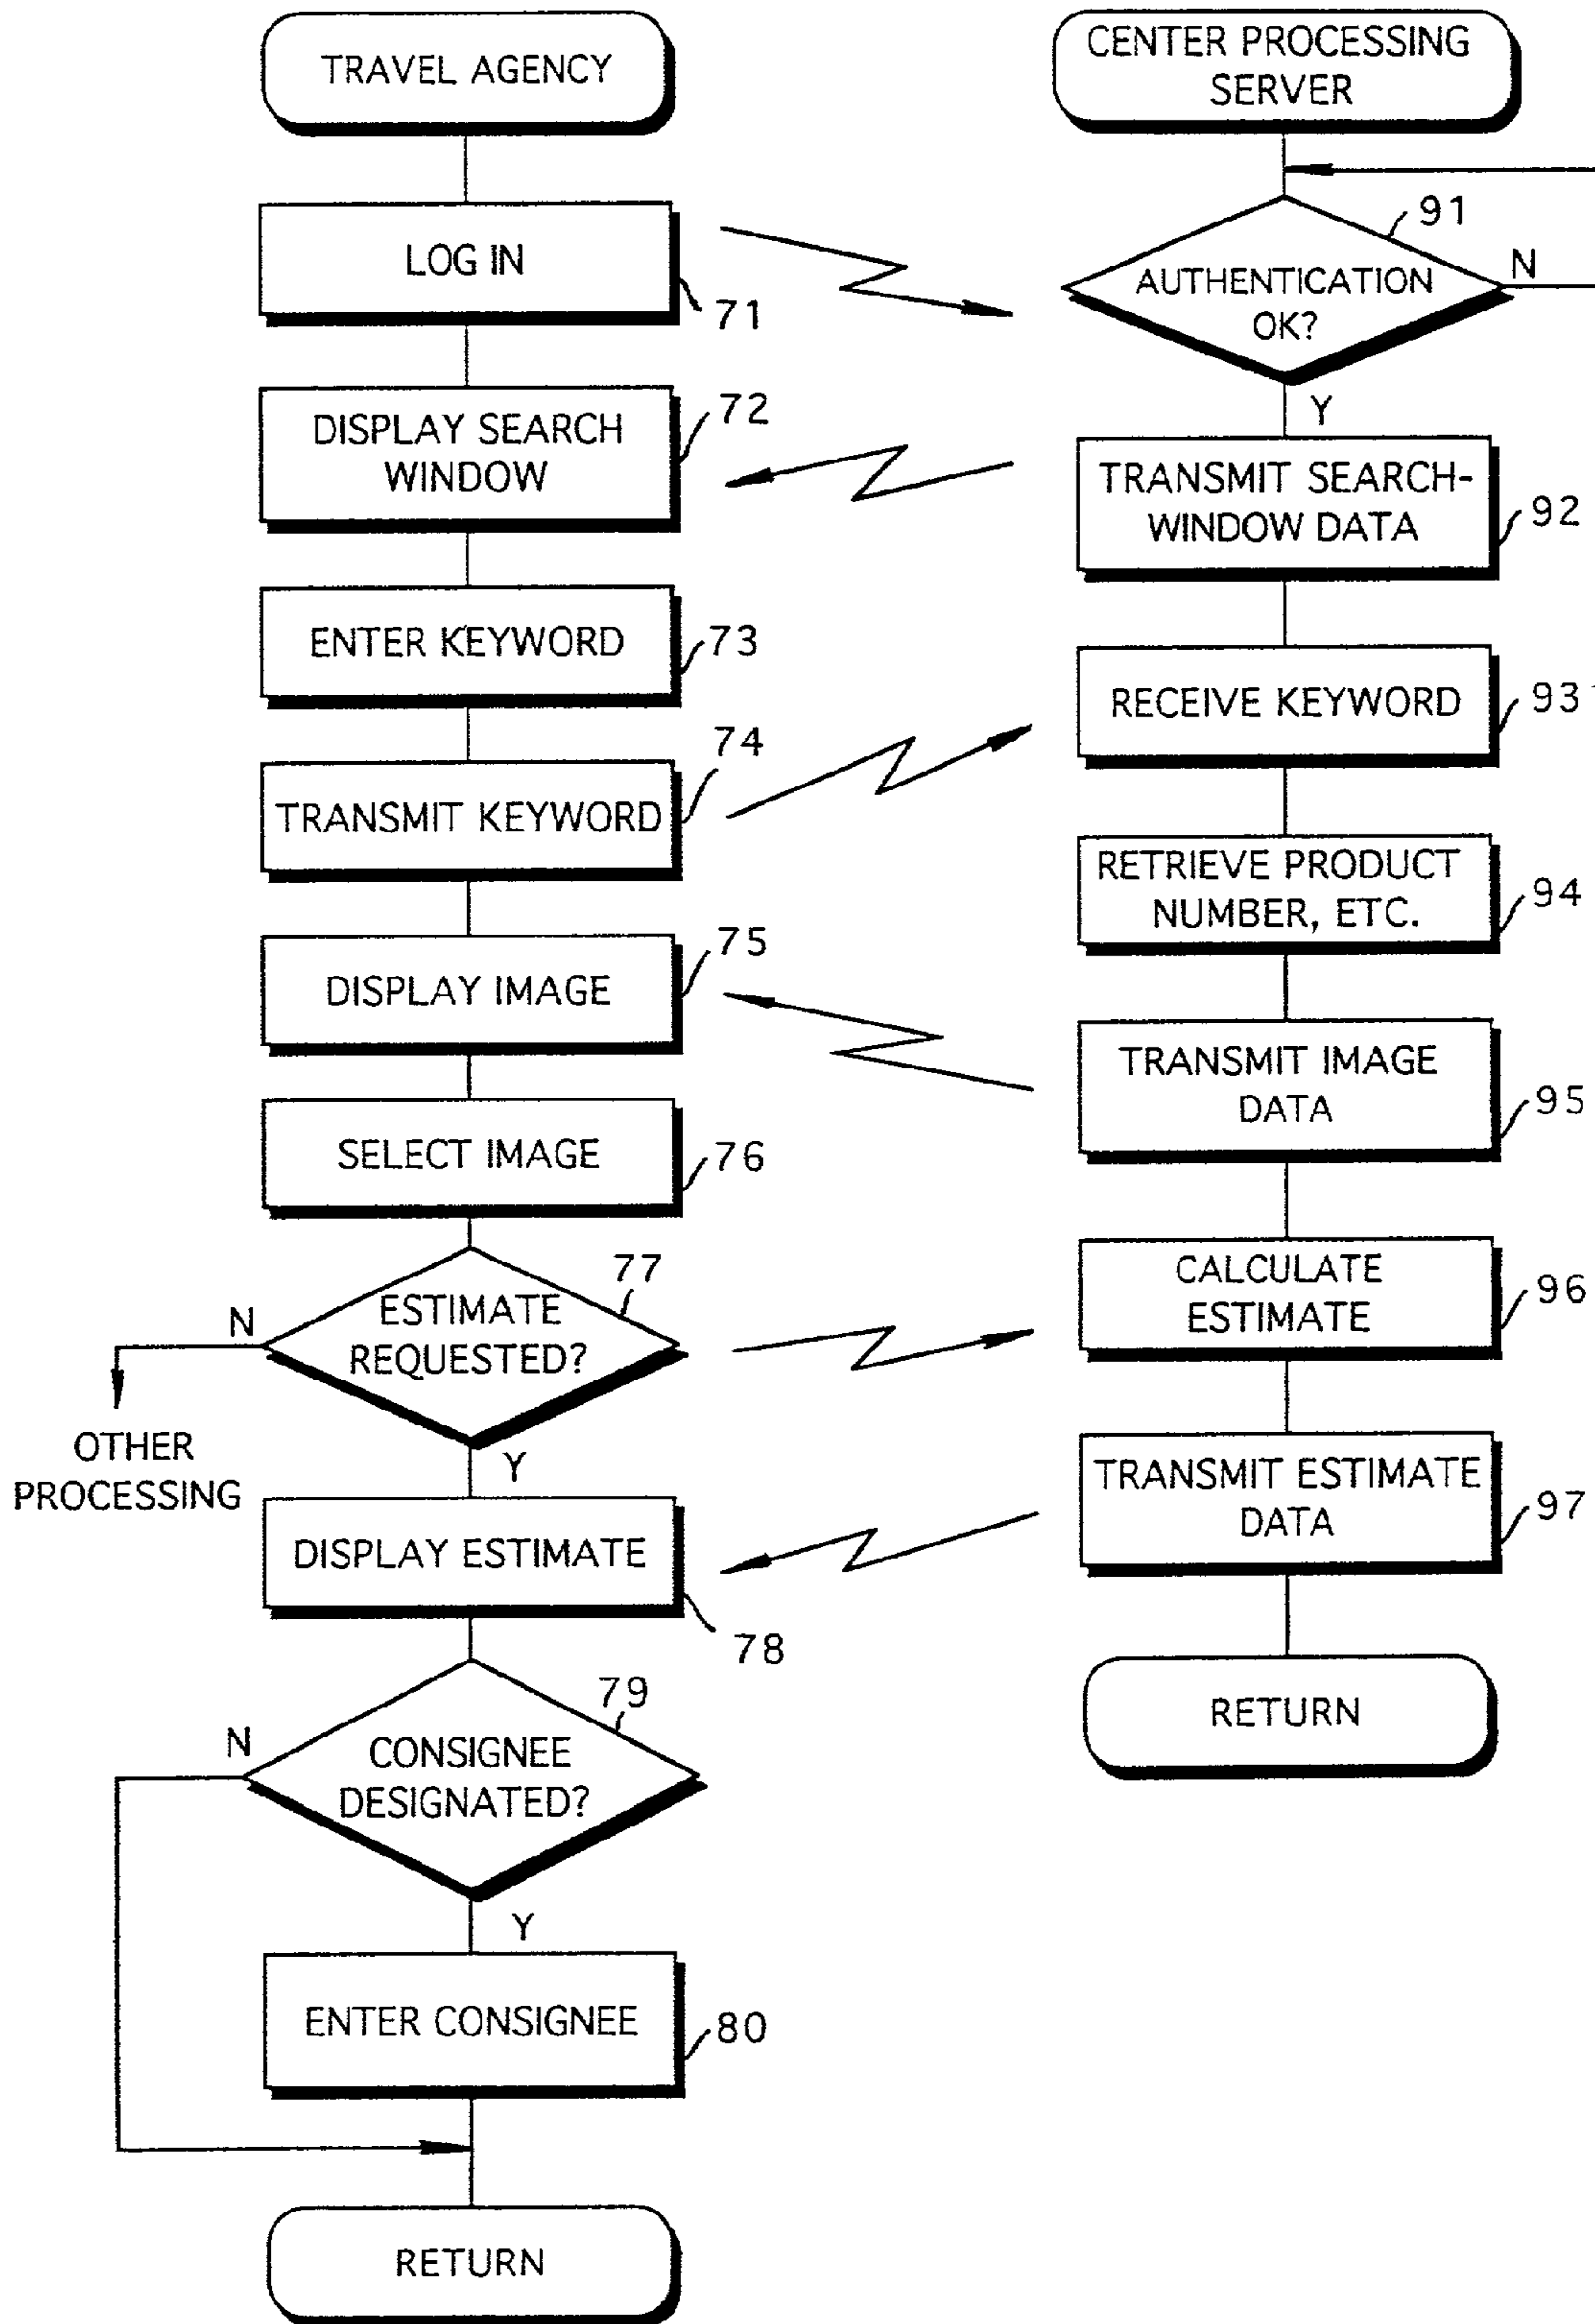 TRAVEL AGENCY
LOG IN
71
DISPLAY SEARCH
WINDOW
72
ENTER KEYWORD
73
TRANSMIT KEYWORD
74
DISPLAY IMAGE
75
SELECT IMAGE
76
ESTIMATE
REQUESTED?
77
N
OTHER
PROCESSING
Y
DISPLAY ESTIMATE
78
CONSIGNEE
DESIGNATED?
79
N
Y
ENTER CONSIGNEE
80
RETURN
CENTER PROCESSING
SERVER
AUTHENTICATION
OK?
91
N
Y
TRANSMIT SEARCH-
WINDOW DATA
92
RECEIVE KEYWORD
93
RETRIEVE PRODUCT
NUMBER, ETC.
94
TRANSMIT IMAGE
DATA
95
CALCULATE
ESTIMATE
96
TRANSMIT ESTIMATE
DATA
97
RETURN